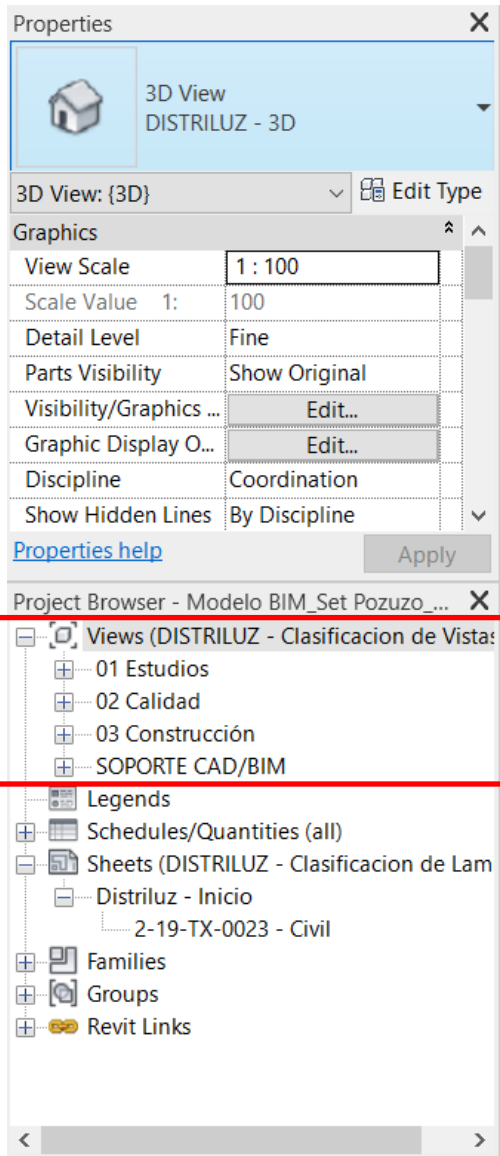 Properties
3D View
DISTRILUZ - 3D
3D View: {3D} Edit Type
Graphics
View Scale 1 : 100
Scale Value 1: 100
Detail Level Fine
Parts Visibility Show Original
Visibility/Graphics ... Edit...
Graphic Display O... Edit...
Discipline Coordination
Show Hidden Lines By Discipline
Properties help Apply
Project Browser - Modelo BIM_Set Pozuzo_...
Views (DISTRILUZ - Clasificacion de Vistas
01 Estudios
02 Calidad
03 Construcción
SOPORTE CAD/BIM
Legends
Schedules/Quantities (all)
Sheets (DISTRILUZ - Clasificacion de Lam
Distriluz - Inicio
2-19-TX-0023 - Civil
Families
Groups
Revit Links